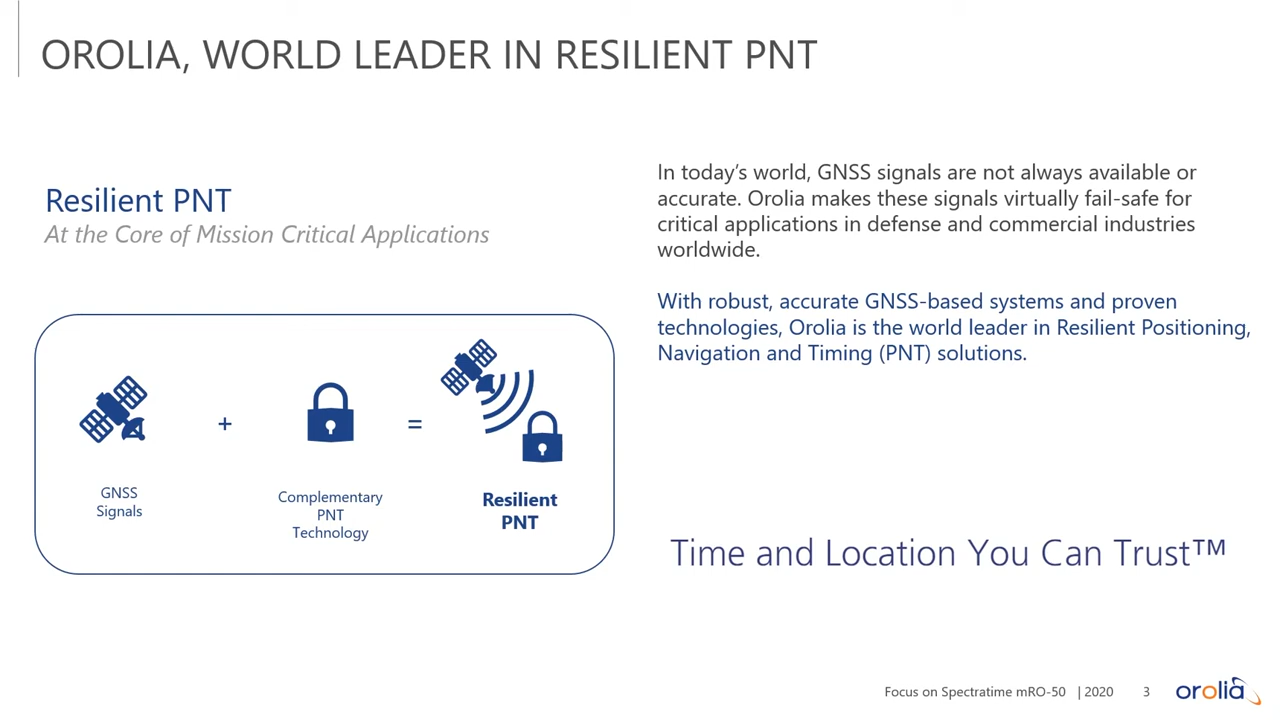 OROLIA, WORLD LEADER IN RESILIENT PNT
Resilient PNT
At the Core of Mission Critical Applications
+
=
GNSS
Signals
Complementary
PNT
Technology
Resilient
PNT
In today’s world, GNSS signals are not always available or
accurate. Orolia makes these signals virtually fail-safe for
critical applications in defense and commercial industries
worldwide.
With robust, accurate GNSS-based systems and proven
technologies, Orolia is the world leader in Resilient Positioning,
Navigation and Timing (PNT) solutions.
Time and Location You Can Trust™
Focus on Spectratime mRO-50 | 2020 3
orolia